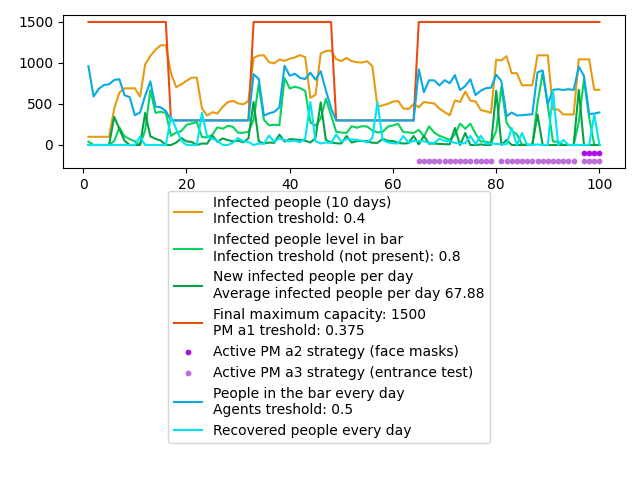 1500
1000
500
0
0
20
40
60
80
100
Infected people (10 days)
Infection treshold: 0.4
Infected people level in bar
Infection treshold (not present): 0.8
New infected people per day
Average infected people per day 67.88
Final maximum capacity: 1500
PM a1 treshold: 0.375
Active PM a2 strategy (face masks)
Active PM a3 strategy (entrance test)
People in the bar every day
Agents treshold: 0.5
Recovered people every day